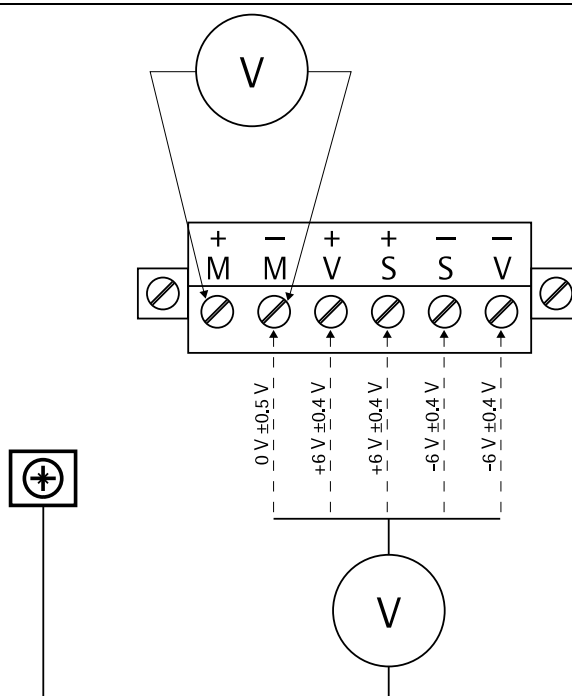 V
+ − + + − −
M M V S S V
0 V ±0.5 V
+6 V ±0.4 V
+6 V ±0.4 V
-6 V ±0.4 V
-6 V ±0.4 V
V